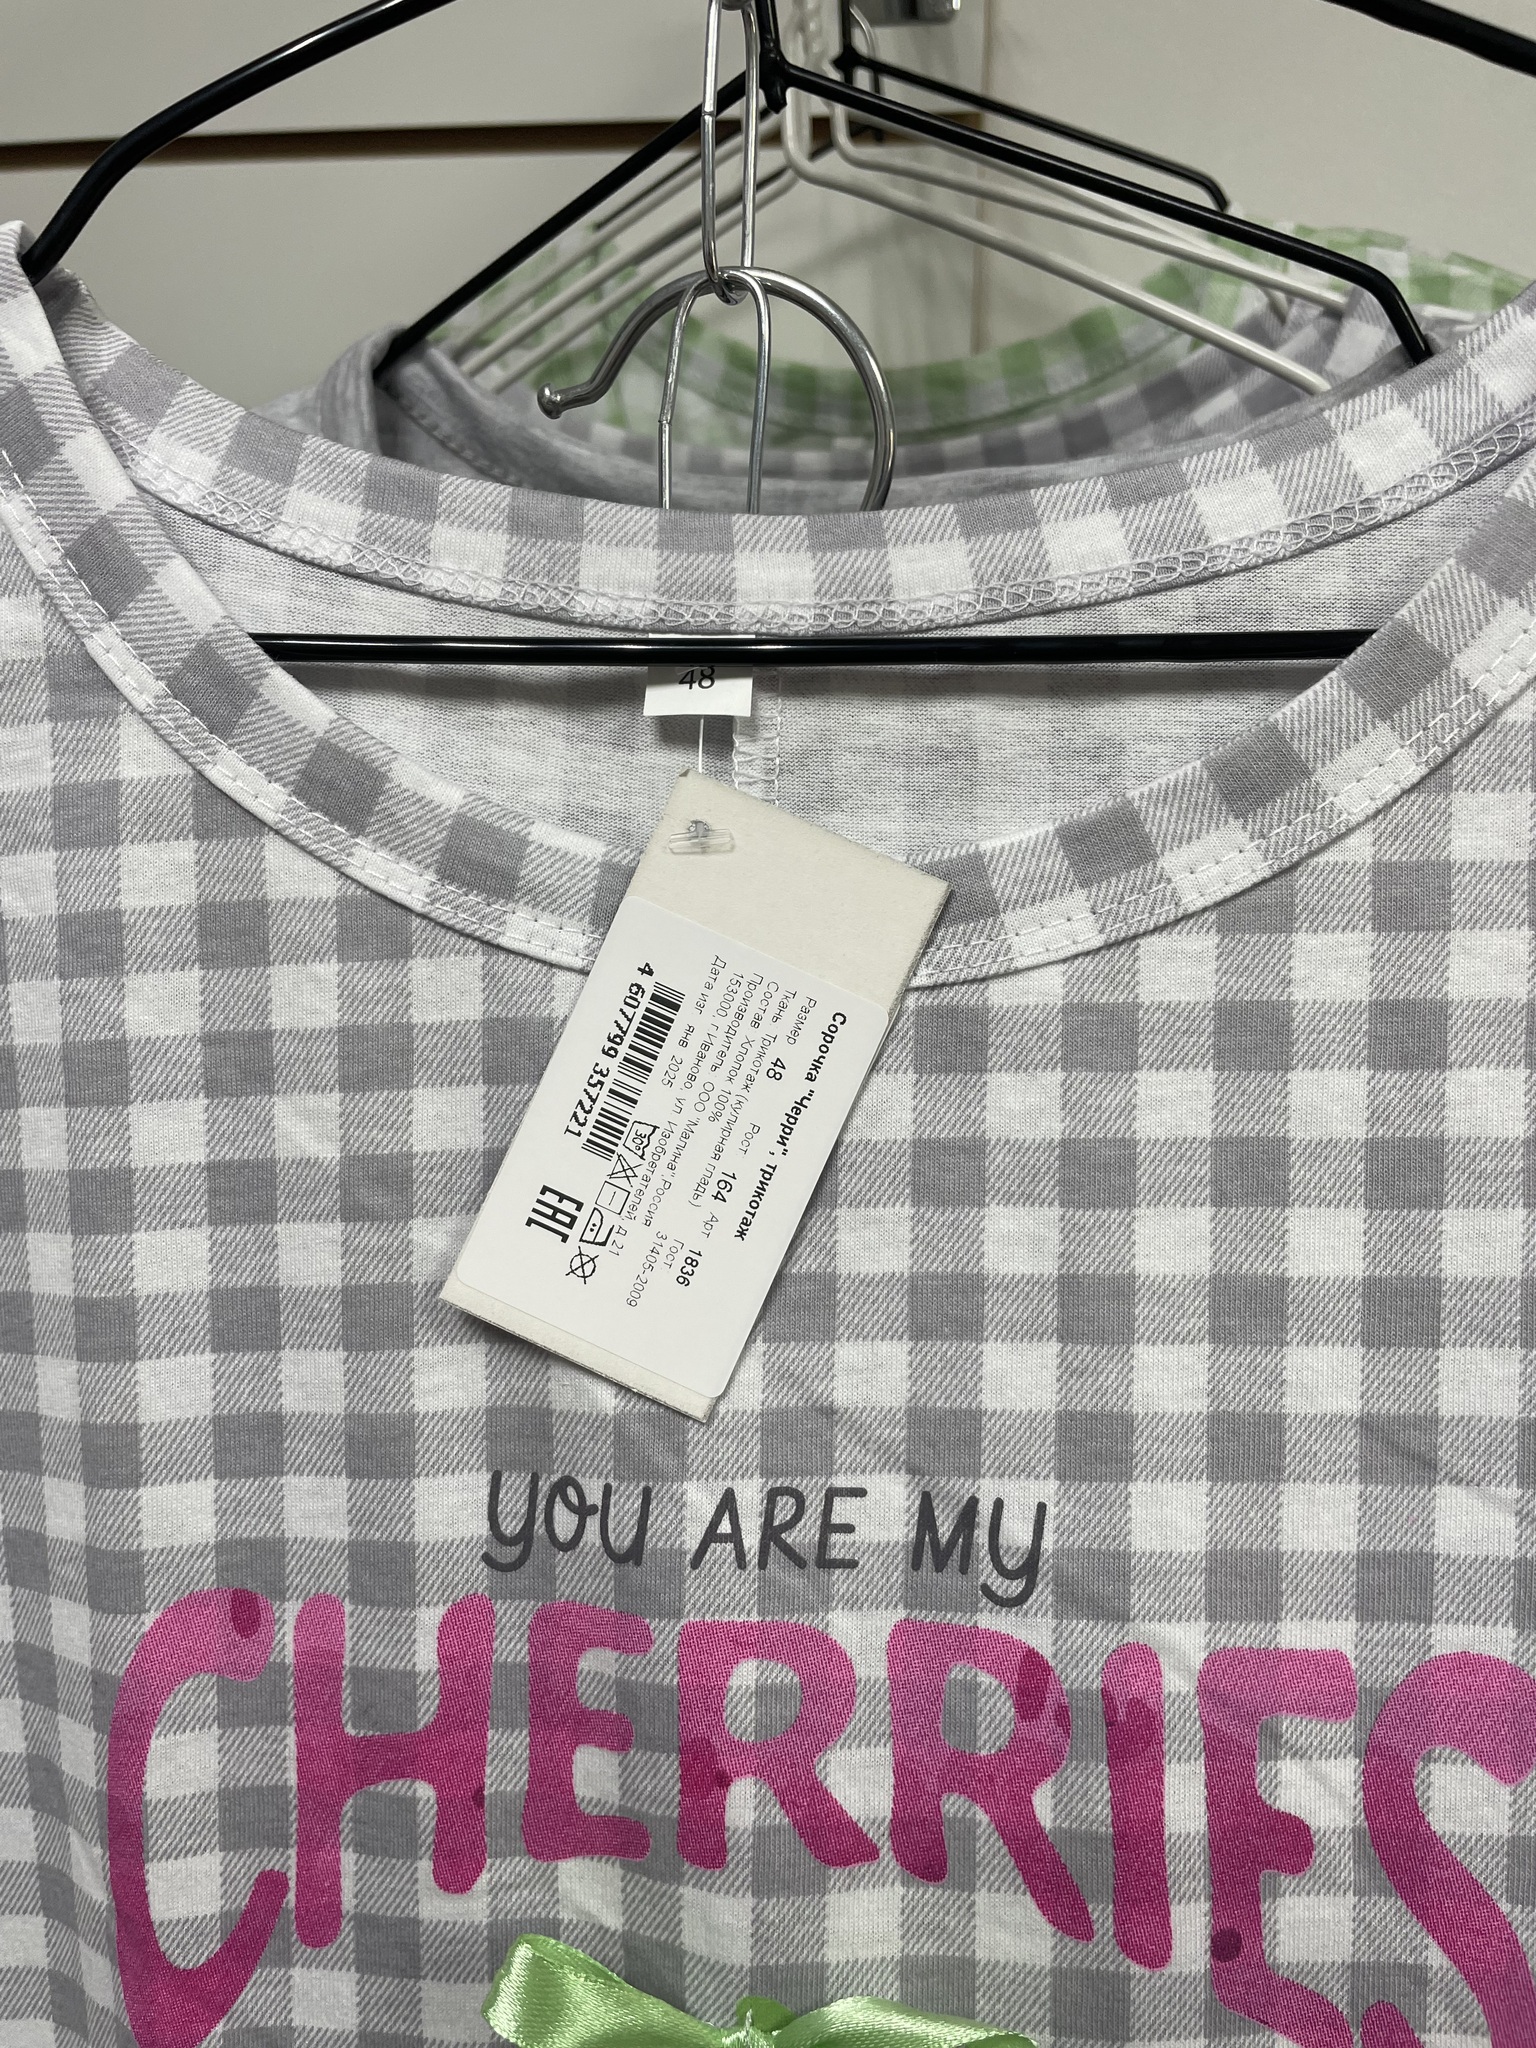 48
Сорочка "Черри", трикотаж
Размер 48 Рост 164 Арт 1836
Ткань Трикотаж (кулирная гладь) Гост
Состав Хлопок 100% 31405-2009
Производитель ООО "Малина" Россия
153000, г Иваново, ул Изобретателей, д 21
Дата изг янв 2025
30°
4 607799 357221
EAC
YOU ARE MY
CHERRIES